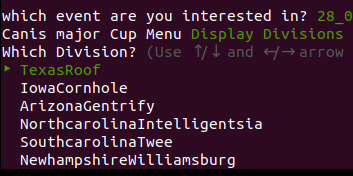 which event are you interested in? 28_0
Canis major Cup Menu Display Divisions
Which Division? (Use ↑/↓ and ←/→ arrow
‣ TexasRoof
IowaCornhole
ArizonaGentrify
NorthcarolinaIntelligentsia
SouthcarolinaTwee
NewhampshireWilliamsburg